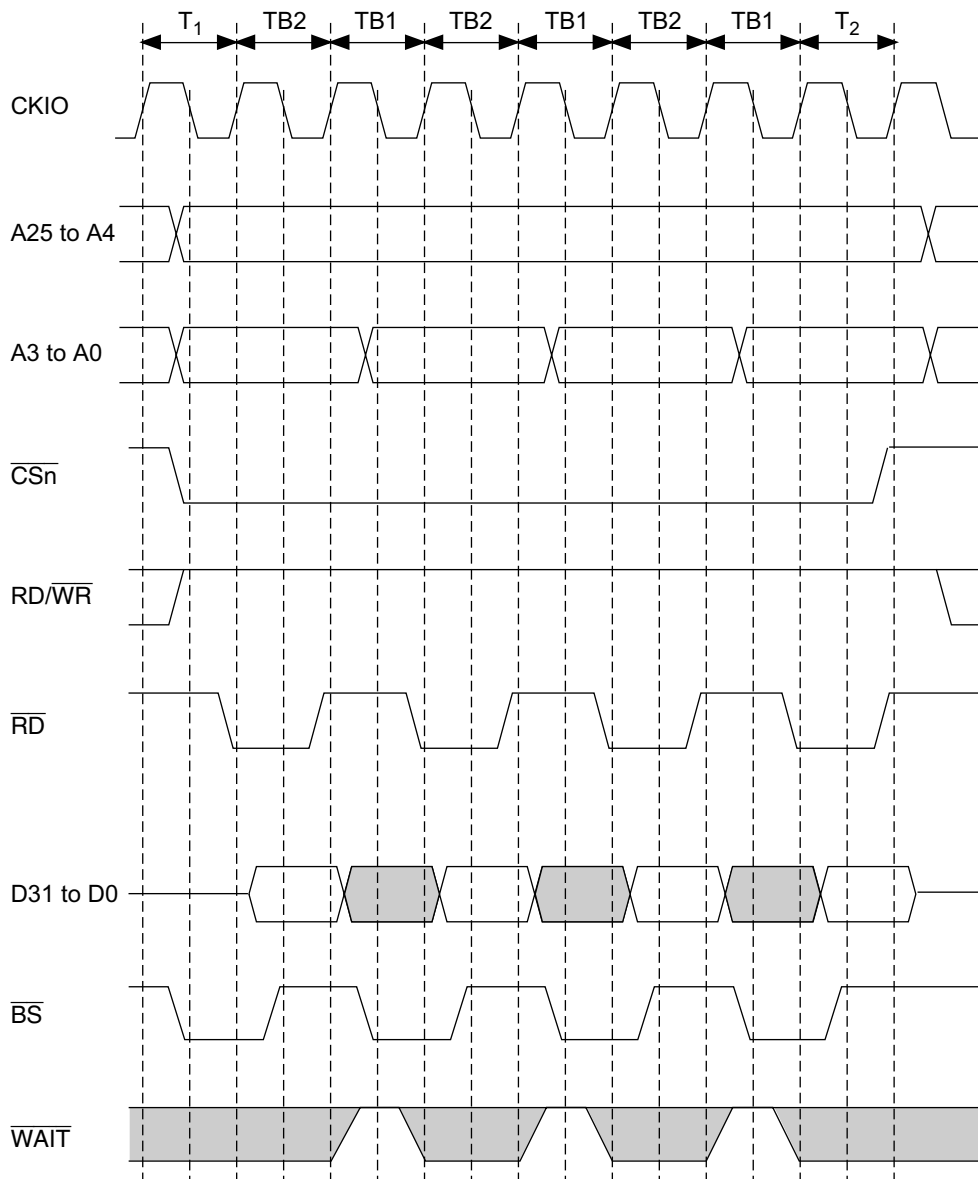 T1 TB2 TB1 TB2 TB1 TB2 TB1 T2
CKIO
A25 to A4
A3 to A0
CSn
RD/WR
RD
D31 to D0
BS
WAIT